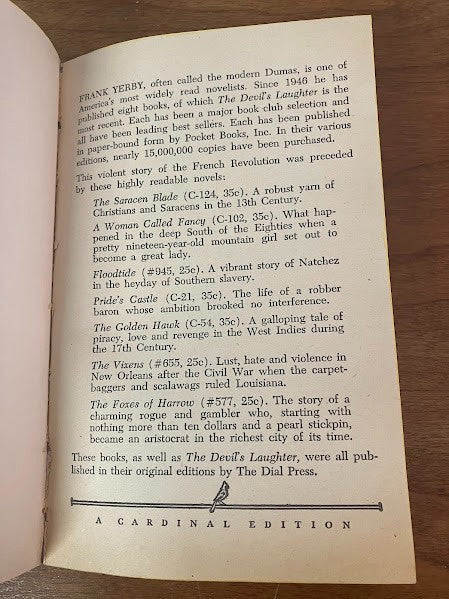 FRANK YERBY, often called the modern Dumas, is one of
America's most widely read novelists. Since 1946 he has
published eight books, of which The Devil's Laughter is the
most recent. Each has been a major book club selection and
all have been leading best sellers. Each has been published
in paper-bound form by Pocket Books, Inc. In their various
editions, nearly 15,000,000 copies have been purchased.
This violent story of the French Revolution was preceded
by these highly readable novels:
The Saracen Blade (C-124, 35c). A robust yarn of
Christians and Saracens in the 13th Century.
A Woman Called Fancy (C-102, 35c). What hap-
pened in the deep South of the Eighties when a
pretty nineteen-year-old mountain girl set out to
become a great lady.
Floodtide (#945, 25c). A vibrant story of Natchez
in the heyday of Southern slavery.
Pride's Castle (C-21, 35c). The life of a robber
baron whose ambition brooked no interference.
The Golden Hawk (C-54, 35c). A galloping tale of
piracy, love and revenge in the West Indies during
the 17th Century.
The Vixens (#655, 25c). Lust, hate and violence in
New Orleans after the Civil War when the carpet-
baggers and scalawags ruled Louisiana.
The Foxes of Harrow (#577, 25c). The story of a
charming rogue and gambler who, starting with
nothing more than ten dollars and a pearl stickpin,
became an aristocrat in the richest city of its time.
These books, as well as The Devil's Laughter, were all pub-
lished in their original editions by The Dial Press.
A CARDINAL EDITION